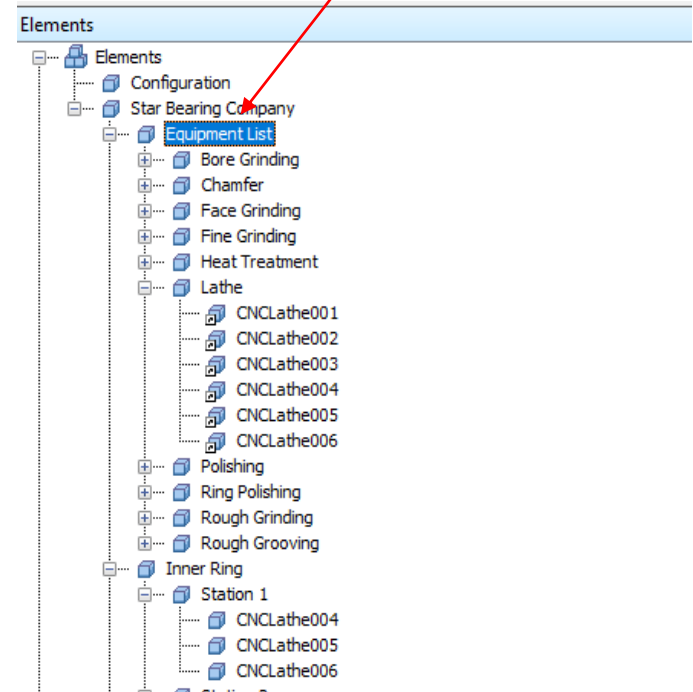 Elements
Elements
Configuration
Star Bearing Company
Equipment List
Bore Grinding
Chamfer
Face Grinding
Fine Grinding
Heat Treatment
Lathe
CNCLathe001
CNCLathe002
CNCLathe003
CNCLathe004
CNCLathe005
CNCLathe006
Polishing
Ring Polishing
Rough Grinding
Rough Grooving
Inner Ring
Station 1
CNCLathe004
CNCLathe005
CNCLathe006